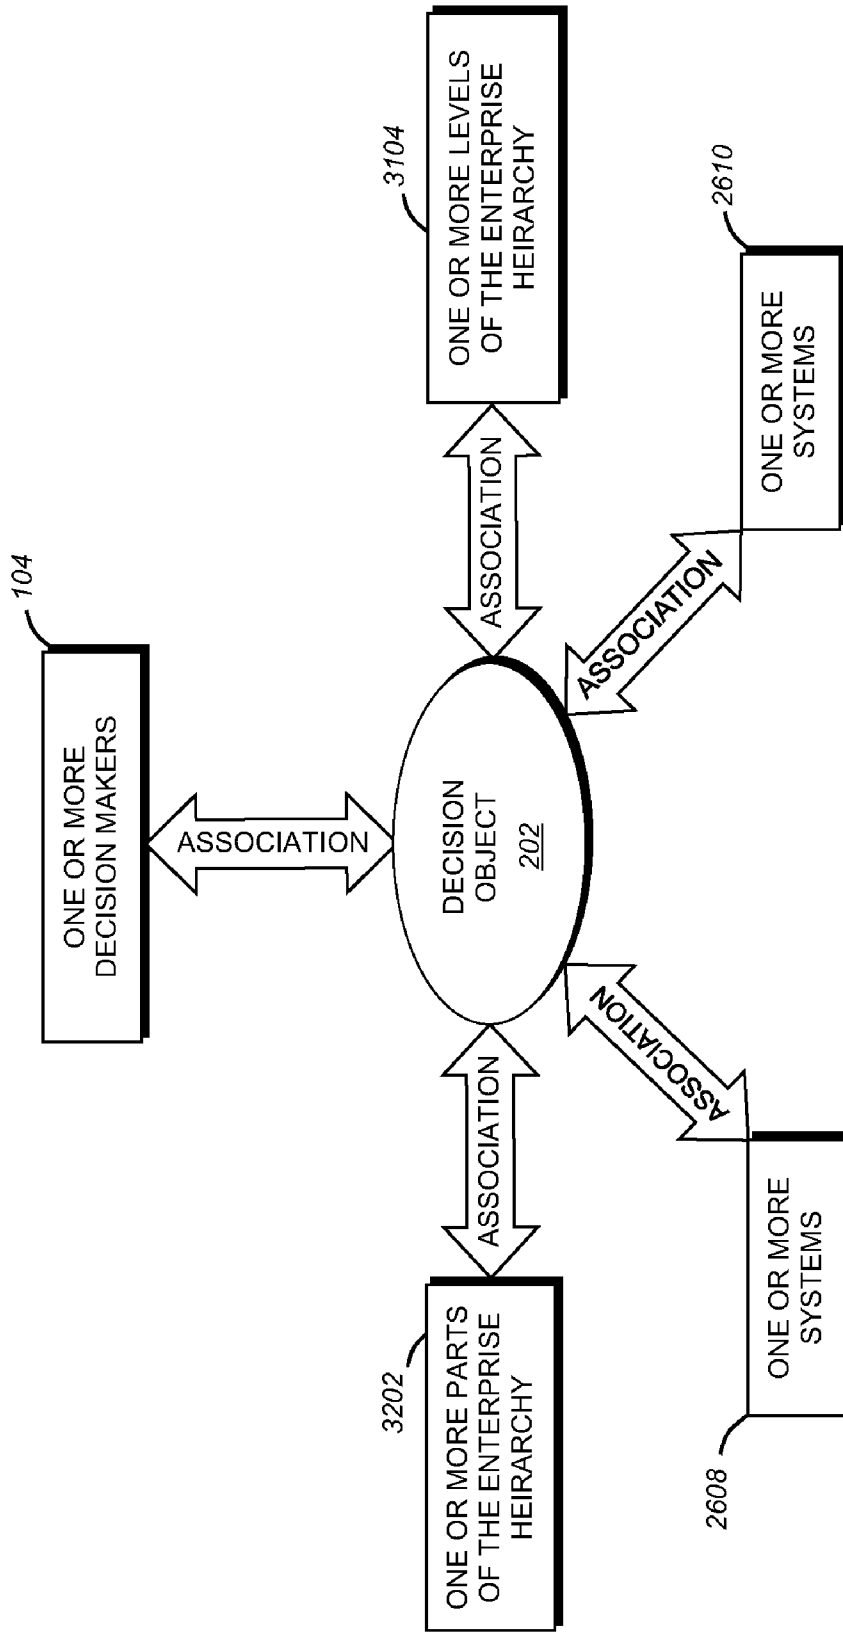 104
ONE OR MORE
DECISION MAKERS
ASSOCIATION
3202
ONE OR MORE PARTS
OF THE ENTERPRISE
HEIRARCHY
ASSOCIATION
DECISION
OBJECT
202
ASSOCIATION
3104
ONE OR MORE LEVELS
OF THE ENTERPRISE
HEIRARCHY
ASSOCIATION
ASSOCIATION
2608
ONE OR MORE
SYSTEMS
2610
ONE OR MORE
SYSTEMS